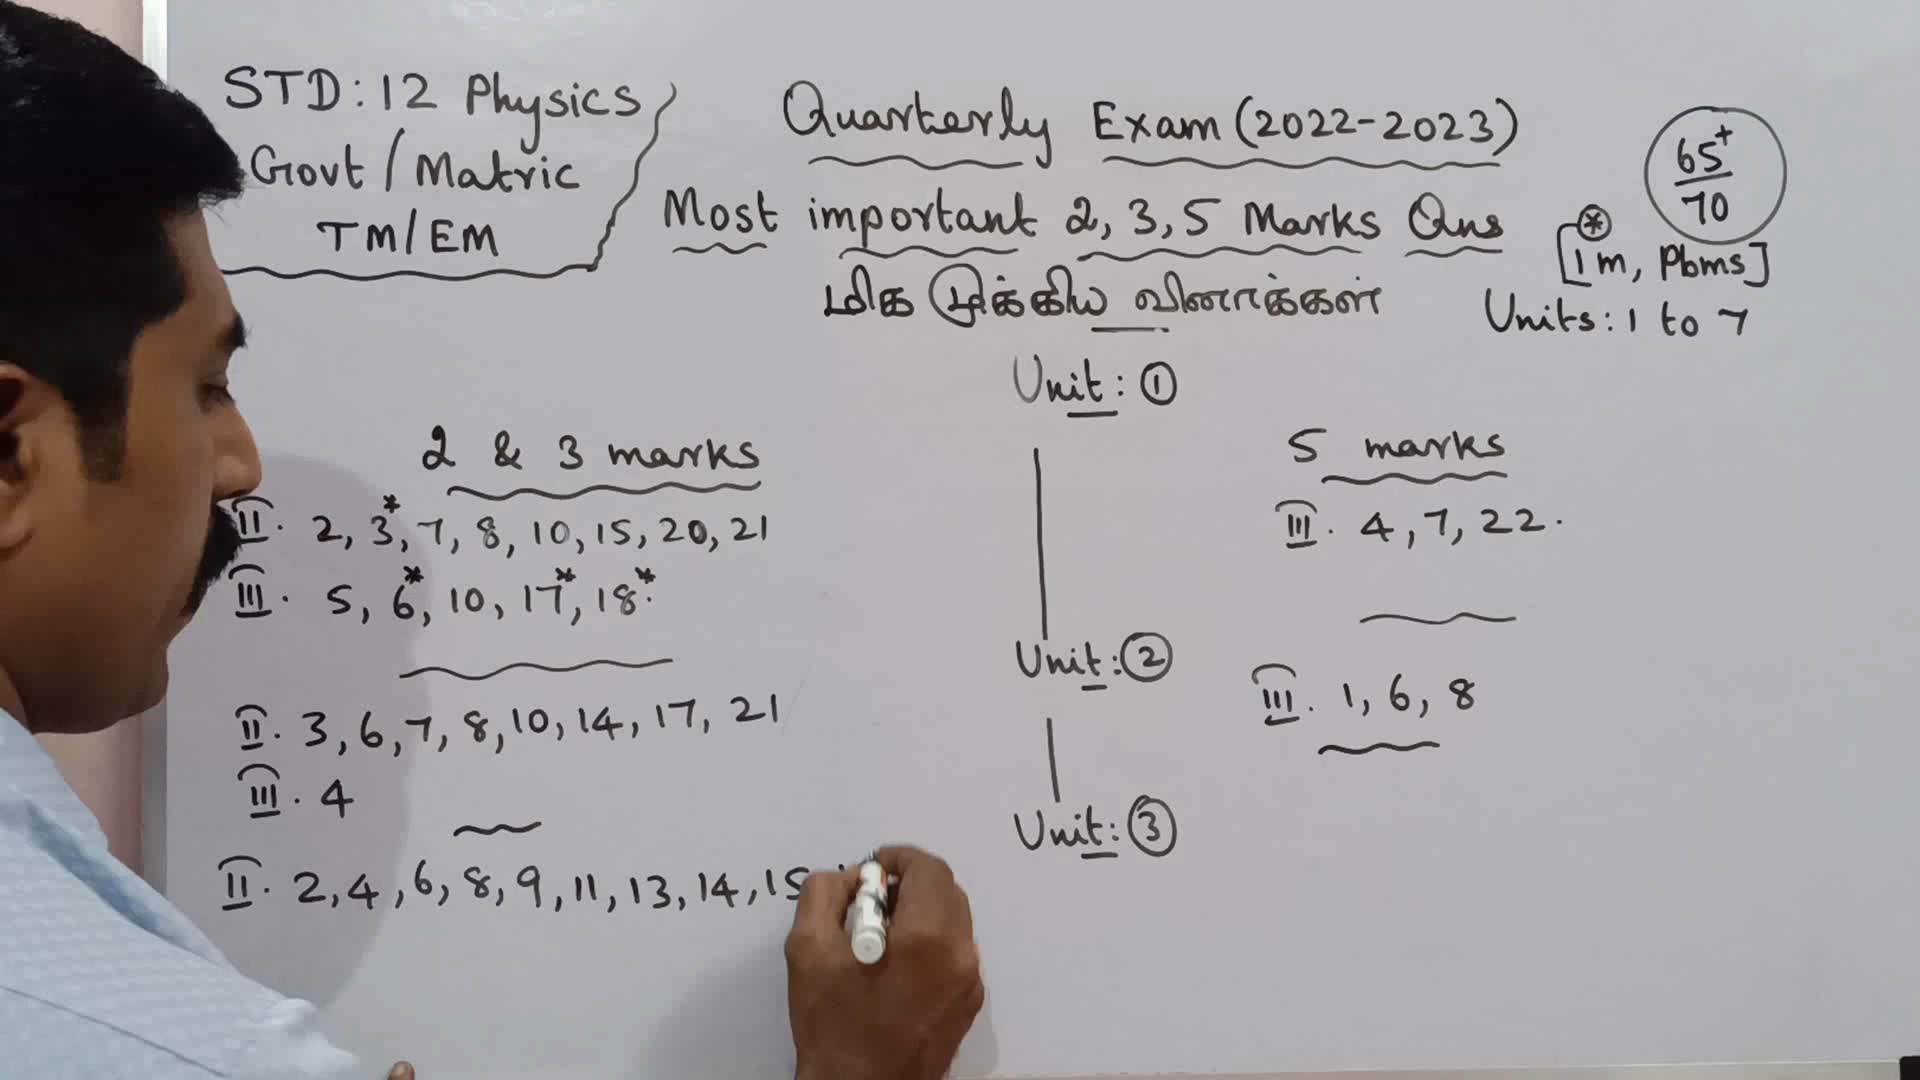 STD: 12 Physics
Govt / Matric
TM/EM
Quarterly Exam (2022-2023)
Most important 2, 3, 5 Marks Qns
மிக முக்கிய வினாக்கள்
65+
70
*
[1m, Pbms]
Units: 1 to 7
Unit: 1
2 & 3 marks
II. 2, 3*, 7, 8, 10, 15, 20, 21
III. 5, 6*, 10, 17*, 18*.
5 marks
III. 4, 7, 22.
Unit: 2
II. 3, 6, 7, 8, 10, 14, 17, 21
III. 4
III. 1, 6, 8
Unit: 3
II. 2, 4, 6, 8, 9, 11, 13, 14, 15